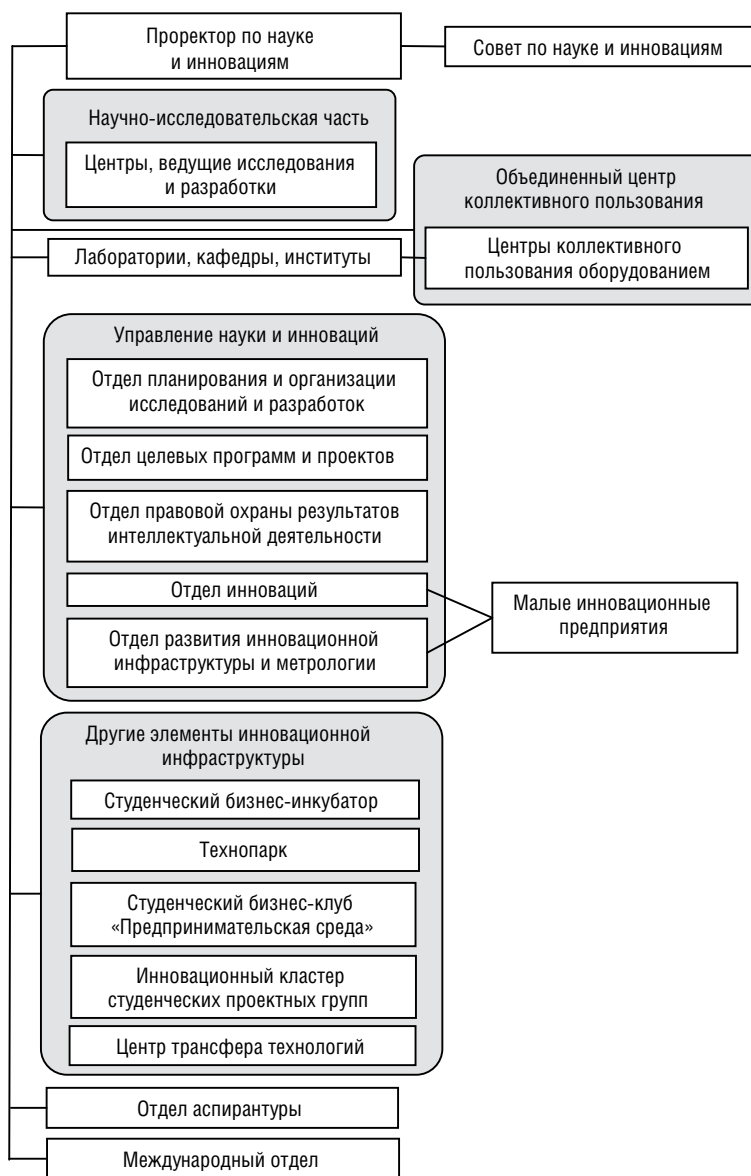 Проректор по науке
и инновациям
Совет по науке и инновациям
Научно-исследовательская часть
Центры, ведущие исследования
и разработки
Объединенный центр
коллективного пользования
Центры коллективного
пользования оборудованием
Лаборатории, кафедры, институты
Управление науки и инноваций
Отдел планирования и организации
исследований и разработок
Отдел целевых программ и проектов
Отдел правовой охраны результатов
интеллектуальной деятельности
Отдел инноваций
Отдел развития инновационной
инфраструктуры и метрологии
Малые инновационные
предприятия
Другие элементы инновационной
инфраструктуры
Студенческий бизнес-инкубатор
Технопарк
Студенческий бизнес-клуб
«Предпринимательская среда»
Инновационный кластер
студенческих проектных групп
Центр трансфера технологий
Отдел аспирантуры
Международный отдел